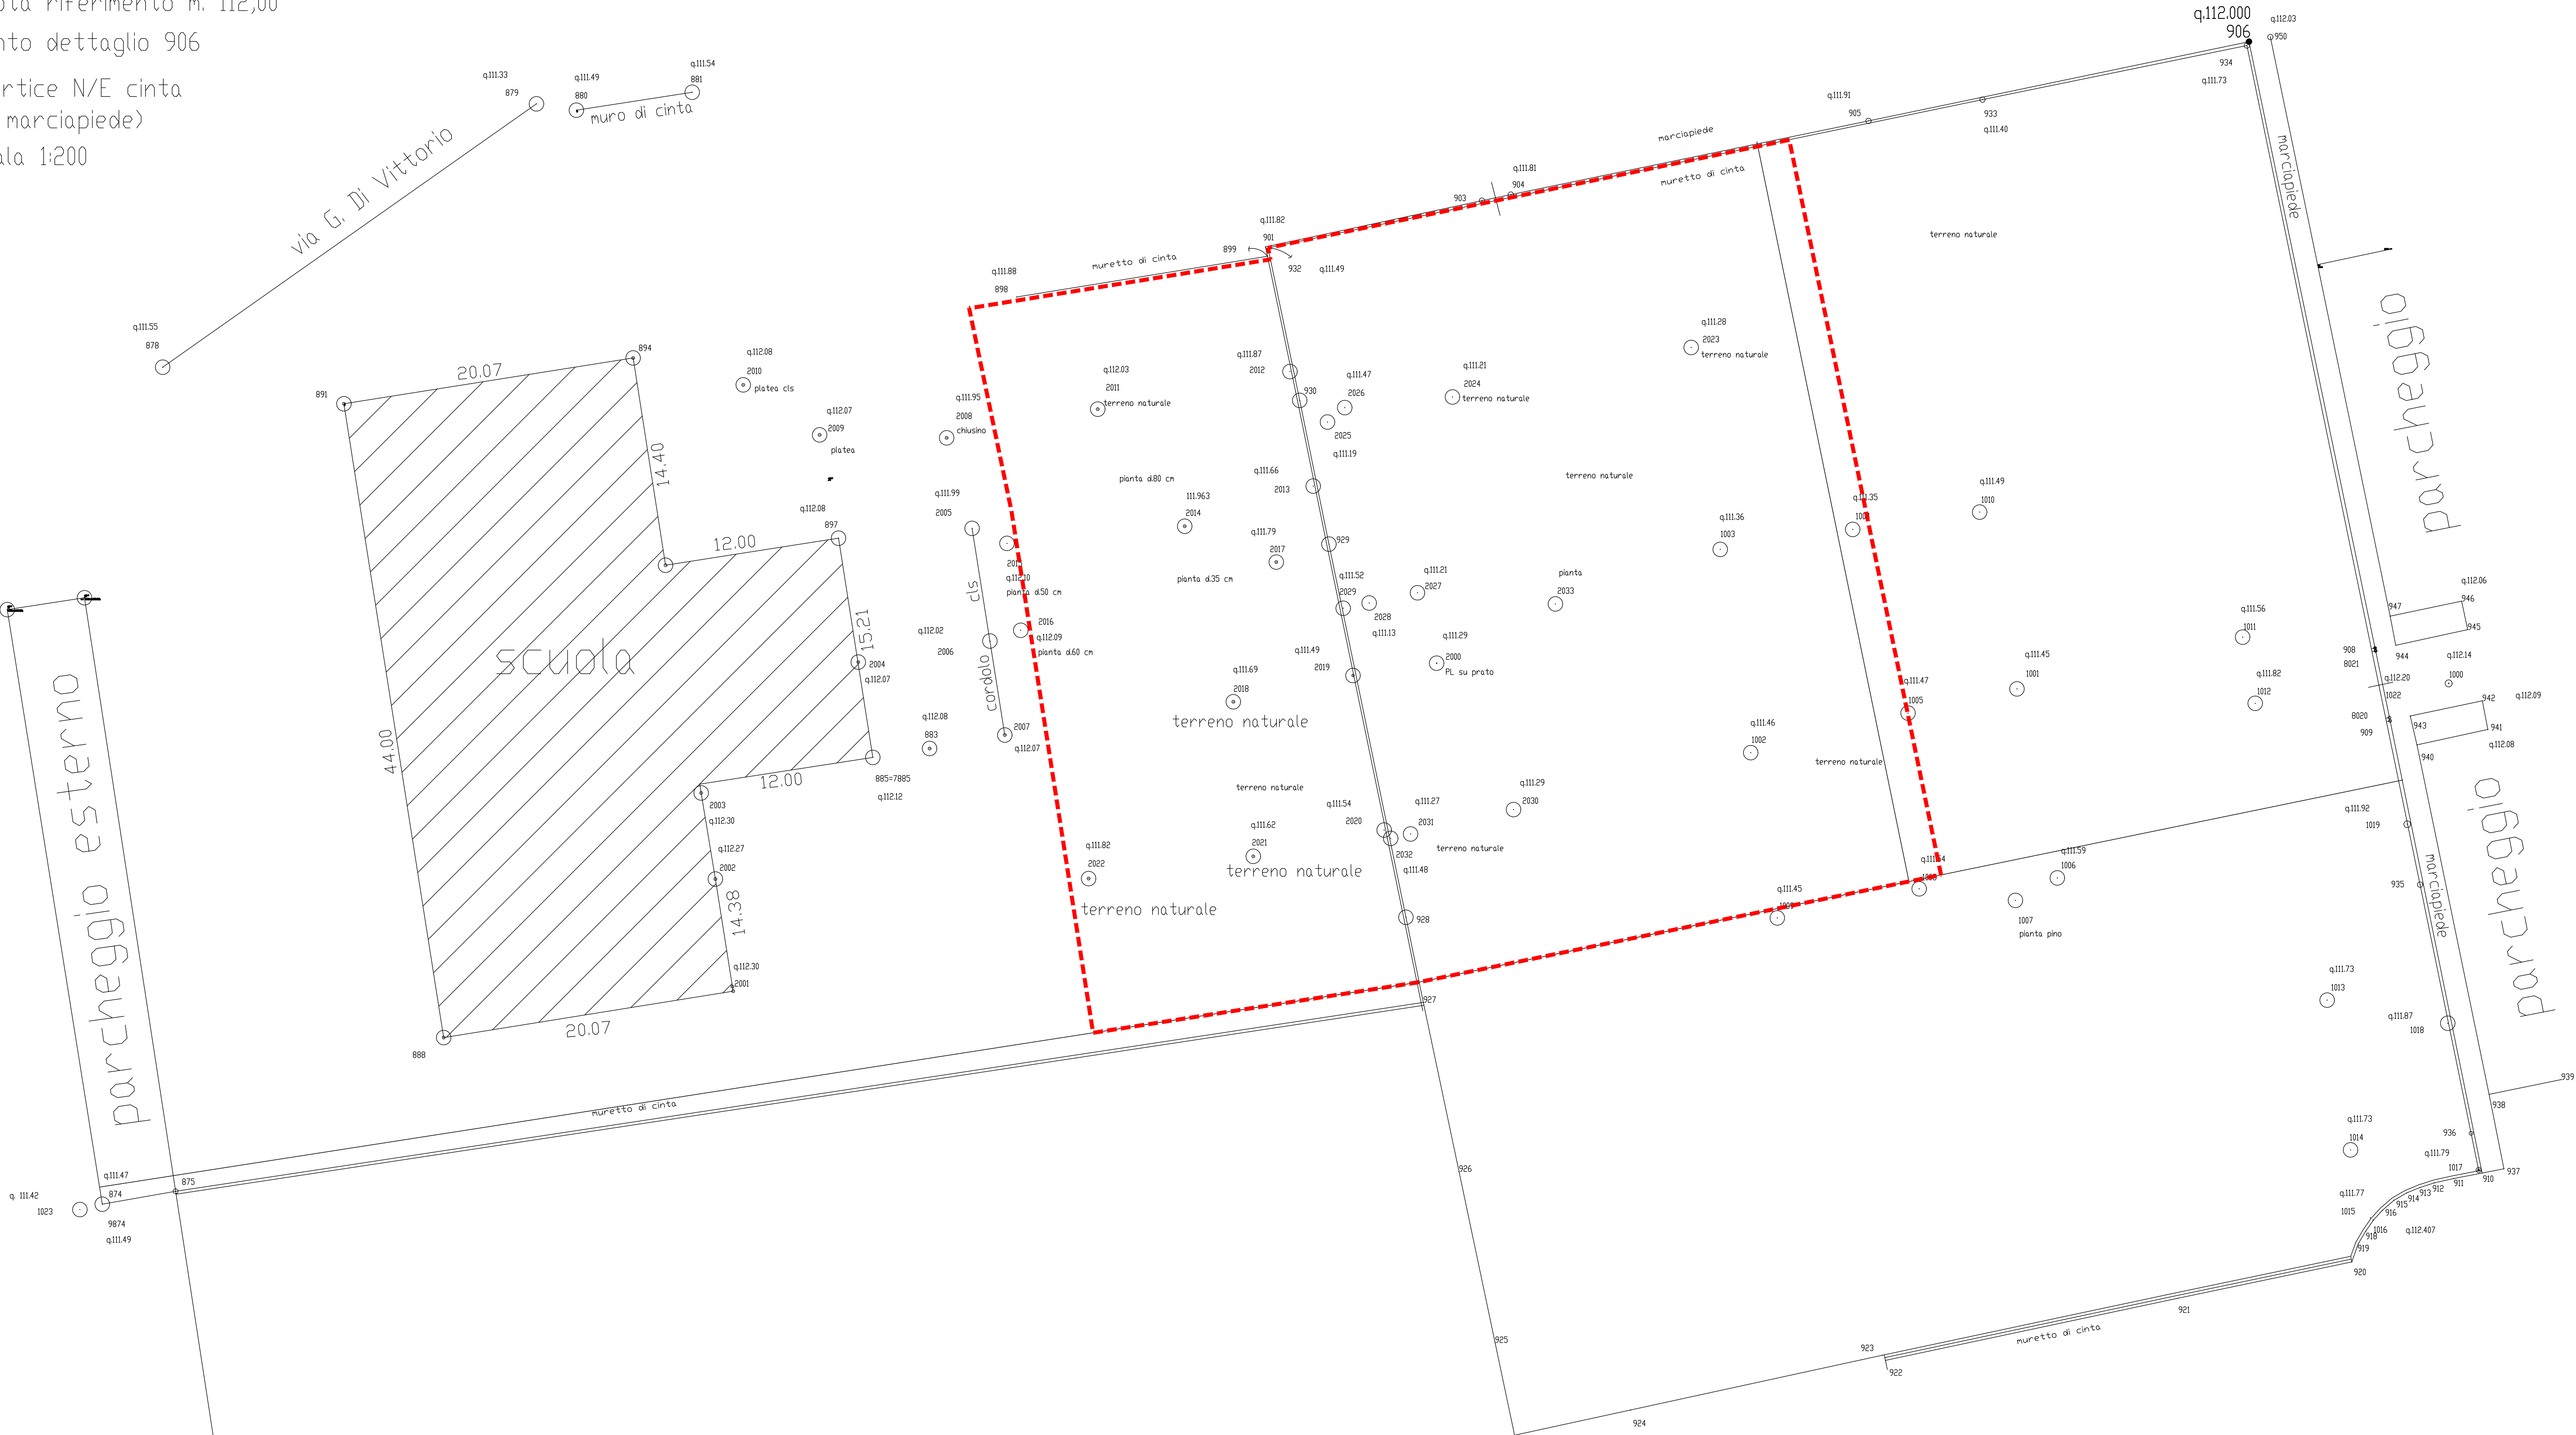 riferimento m. 112,00
dettaglio 906
N/E cinta
marciapiede)
1:200
q.112.000
906
q.112.03
950
934
q.111.73
q.111.33
879
q.111.49
880
q.111.54
881
muro di cinta
via G. Di Vittorio
q.111.55
878
q.111.91
905
933
q.111.40
marciapiede
muretto di cinta
q.111.81
904
903
q.111.82
901
899
932
q.111.49
muretto di cinta
q.111.88
898
marciapiede
terreno naturale
parcheggio
891
20.07
894
14.40
q.112.08
2010
platea cls
q.112.07
2009
platea
q.111.95
2008
chiusino
q.112.03
2011
terreno naturale
q.111.87
2012
930
q.111.47
2026
2025
q.111.19
q.111.21
2024
terreno naturale
q.111.28
2023
terreno naturale
terreno naturale
pianta d.80 cm
q.111.66
2013
111.963
2014
q.111.99
2005
q.112.08
897
12.00
q.111.79
2017
929
q.111.36
1003
q.111.35
q.111.49
1010
pianta d.35 cm
q.112.10
pianta d.50 cm
cls
cordolo
2016
q.112.09
pianta d.60 cm
q.112.02
2006
q.111.52
2029
2028
q.111.13
q.111.21
2027
pianta
2033
q.111.29
2000
PL su prato
q.111.49
2019
q.111.69
2018
terreno naturale
scuola
15.21
2004
q.112.07
44.00
q.112.08
883
2007
q.112.07
12.00
885=7885
q.112.12
2003
q.112.30
q.112.27
2002
14.38
q.112.30
2001
20.07
888
q.111.56
1011
q.111.45
1001
q.111.82
1012
q.111.47
1005
q.111.46
1002
terreno naturale
q.112.06
946
947
945
944
908
8021
q.112.14
1000
q.112.20
1022
8020
909
942
q.112.09
943
941
q.112.08
940
terreno naturale
q.111.54
2020
q.111.27
2031
2032
q.111.48
terreno naturale
q.111.29
2030
q.111.62
2021
terreno naturale
q.111.82
2022
terreno naturale
928
q.111.45
q.111.59
1006
1007
pianta pino
q.111.92
1019
935
marciapiede
parcheggio
parcheggio esterno
927
q.111.73
1013
q.111.87
1018
939
938
muretto di cinta
q.111.73
1014
936
q.111.79
1017
937
910
911
912
913
914
915
916
q.111.77
1015
1016
q.112.407
918
919
920
926
q.111.47
874
875
q. 111.42
1023
9874
q.111.49
921
muretto di cinta
925
923
922
924